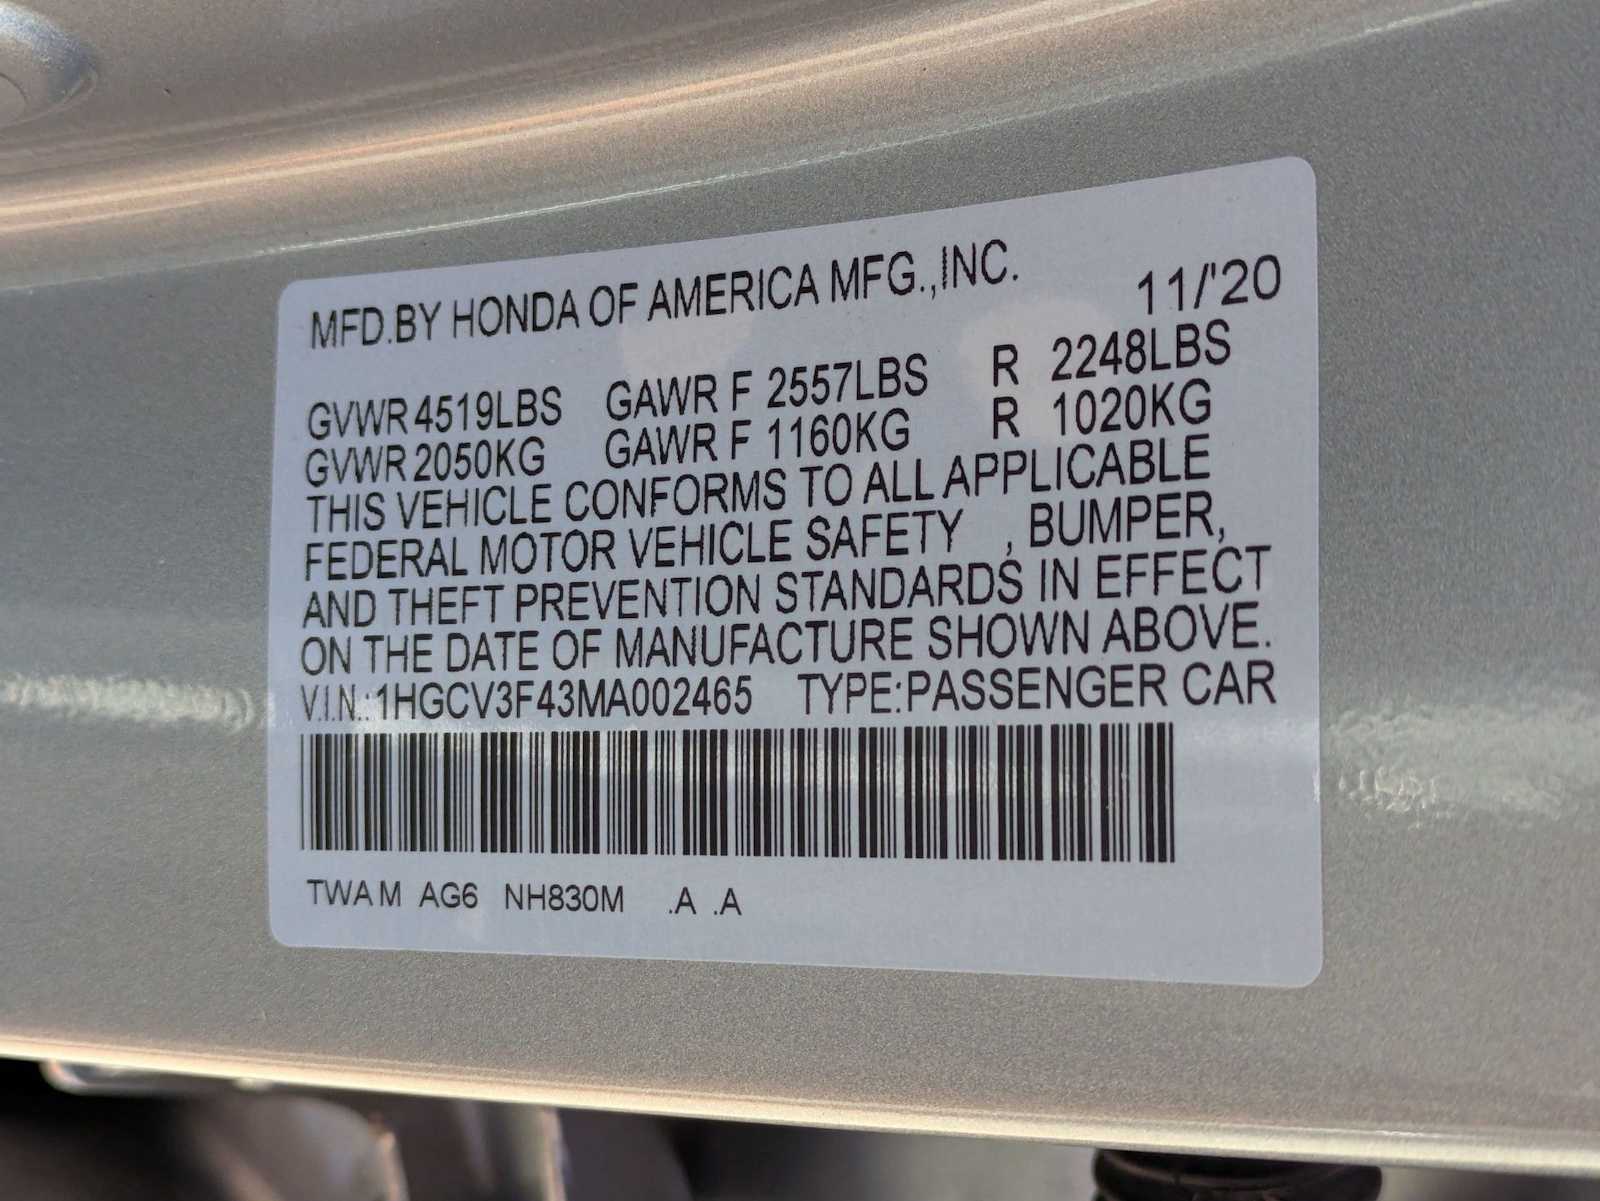 MFD.BY HONDA OF AMERICA MFG.,INC. 11/'20
GVWR 4519LBS GAWR F 2557LBS R 2248LBS
GVWR 2050KG GAWR F 1160KG R 1020KG
THIS VEHICLE CONFORMS TO ALL APPLICABLE
FEDERAL MOTOR VEHICLE SAFETY , BUMPER,
AND THEFT PREVENTION STANDARDS IN EFFECT
ON THE DATE OF MANUFACTURE SHOWN ABOVE.
V.I.N.: 1HGCV3F43MA002465 TYPE:PASSENGER CAR
TWAM AG6 NH830M .A .A